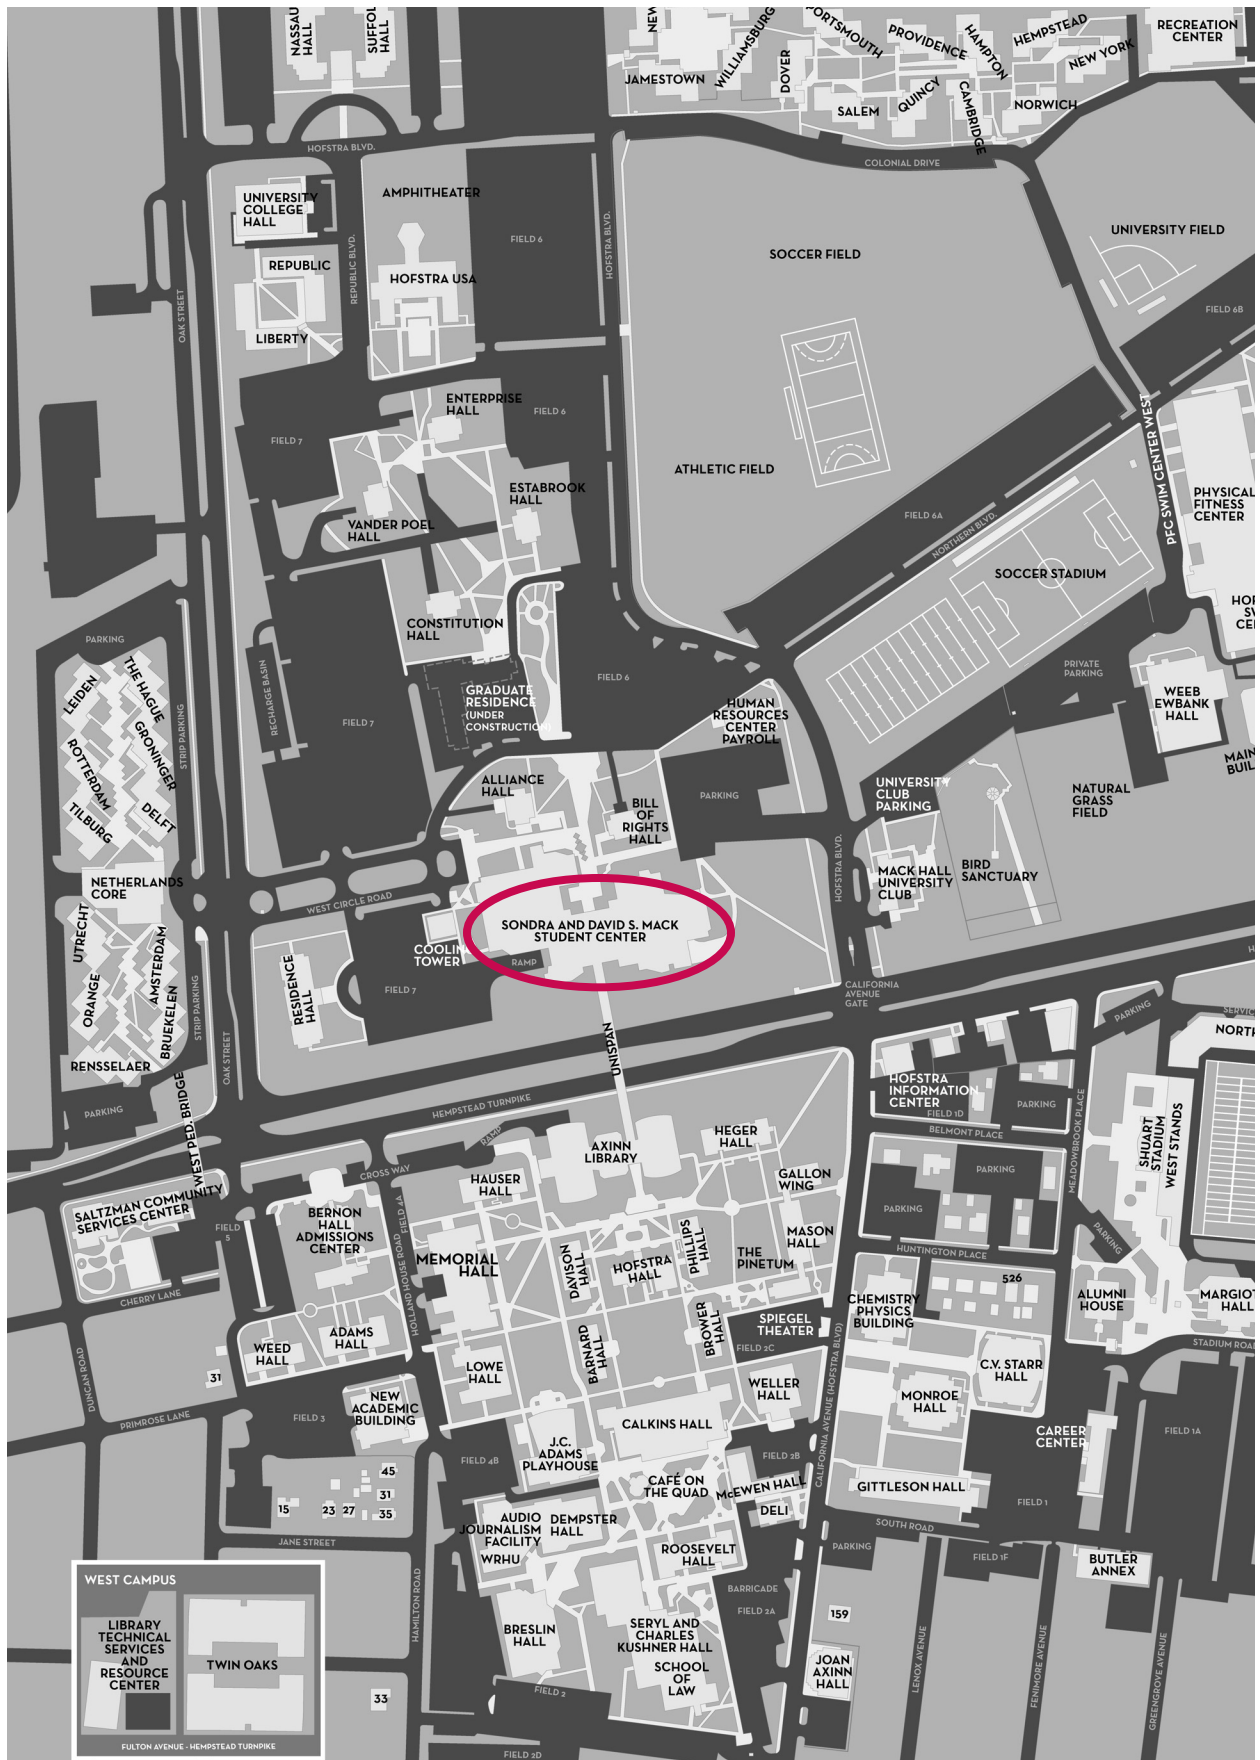 NASSAU
HALL
SUFFOL
HALL
NEW
WILLIAMSBURG
JAMESTOWN
DOVER
PORTSMOUTH
PROVIDENCE
HAMPTON
HEMPSTEAD
NEW YORK
RECREATION
CENTER
SALEM
QUINCY
CAMBRIDGE
NORWICH
HOFSTRA BLVD.
COLONIAL DRIVE
UNIVERSITY
COLLEGE
HALL
AMPHITHEATER
FIELD 6
HOFSTRA BLVD.
SOCCER FIELD
UNIVERSITY FIELD
REPUBLIC
REPUBLIC BLVD.
HOFSTRA USA
OAK STREET
LIBERTY
FIELD 6B
ENTERPRISE
HALL
FIELD 6
FIELD 7
ATHLETIC FIELD
PFC SWIM CENTER WEST
ESTABROOK
HALL
VANDER POEL
HALL
FIELD 6A
NORTHERN BLVD.
PHYSICAL
FITNESS
CENTER
SOCCER STADIUM
HOF
SW
CE
CONSTITUTION
HALL
PARKING
LEIDEN
THE HAGUE
GRONINGER
ROTTERDAM
TILBURG
DELFT
STRIP PARKING
RECHARGE BASIN
FIELD 7
GRADUATE
RESIDENCE
(UNDER
CONSTRUCTION)
FIELD 6
HUMAN
RESOURCES
CENTER
PAYROLL
PRIVATE
PARKING
WEEB
EWBANK
HALL
MAIN
BUIL
ALLIANCE
HALL
BILL
OF
RIGHTS
HALL
PARKING
UNIVERSITY
CLUB
PARKING
NATURAL
GRASS
FIELD
HOFSTRA BLVD.
MACK HALL
UNIVERSITY
CLUB
BIRD
SANCTUARY
NETHERLANDS
CORE
WEST CIRCLE ROAD
SONDRA AND DAVID S. MACK
STUDENT CENTER
COOLIN
TOWER
RAMP
UTRECHT
AMSTERDAM
ORANGE
BRUEKELEN
RENSSELAER
STRIP PARKING
OAK STREET
RESIDENCE
HALL
FIELD 7
UNISPAN
CALIFORNIA
AVENUE
GATE
H
PARKING
SERVIC
NORTH
PARKING
WEST PED. BRIDGE
HEMPSTEAD TURNPIKE
RAMP
HOFSTRA
INFORMATION
CENTER
FIELD 1D
PARKING
BELMONT PLACE
MEADOWBROOK PLACE
SHUART
STADIUM
WEST STANDS
AXINN
LIBRARY
HEGER
HALL
CROSS WAY
HAUSER
HALL
GALLON
WING
PARKING
SALTZMAN COMMUNITY
SERVICES CENTER
FIELD
5
BERNON
HALL
ADMISSIONS
CENTER
FIELD 4A
HOLLAND HOUSE ROAD
MEMORIAL
HALL
DAVISON
HALL
HOFSTRA
HALL
PHILLIPS
HALL
THE
PINETUM
MASON
HALL
PARKING
HUNTINGTON PLACE
PARKING
526
CHERRY LANE
CHEMISTRY
PHYSICS
BUILDING
ALUMNI
HOUSE
MARGIOT
HALL
WEED
HALL
ADAMS
HALL
BARNARD
HALL
BROWER
HALL
SPIEGEL
THEATER
FIELD 2C
STADIUM ROAD
DUNCAN ROAD
31
LOWE
HALL
WELLER
HALL
C.V. STARR
HALL
NEW
ACADEMIC
BUILDING
MONROE
HALL
PRIMROSE LANE
FIELD 3
CALKINS HALL
CALIFORNIA AVENUE (HOFSTRA BLVD)
CAREER
CENTER
FIELD 1A
J.C.
ADAMS
PLAYHOUSE
FIELD 4B
FIELD 2B
45
31
35
15
23
27
CAFÉ ON
THE QUAD
McEWEN HALL
DELI
GITTLESON HALL
FIELD 1
AUDIO
JOURNALISM
FACILITY
WRHU
DEMPSTER
HALL
ROOSEVELT
HALL
SOUTH ROAD
JANE STREET
PARKING
FIELD 1F
BUTLER
ANNEX
BARRICADE
FIELD 2A
159
WEST CAMPUS
LIBRARY
TECHNICAL
SERVICES
AND
RESOURCE
CENTER
TWIN OAKS
FULTON AVENUE - HEMPSTEAD TURNPIKE
HAMILTON ROAD
BRESLIN
HALL
SERYL AND
CHARLES
KUSHNER HALL
SCHOOL
OF
LAW
JOAN
AXINN
HALL
LENOX AVENUE
FENIMORE AVENUE
GREENGROVE AVENUE
33
FIELD 2
FIELD 2D